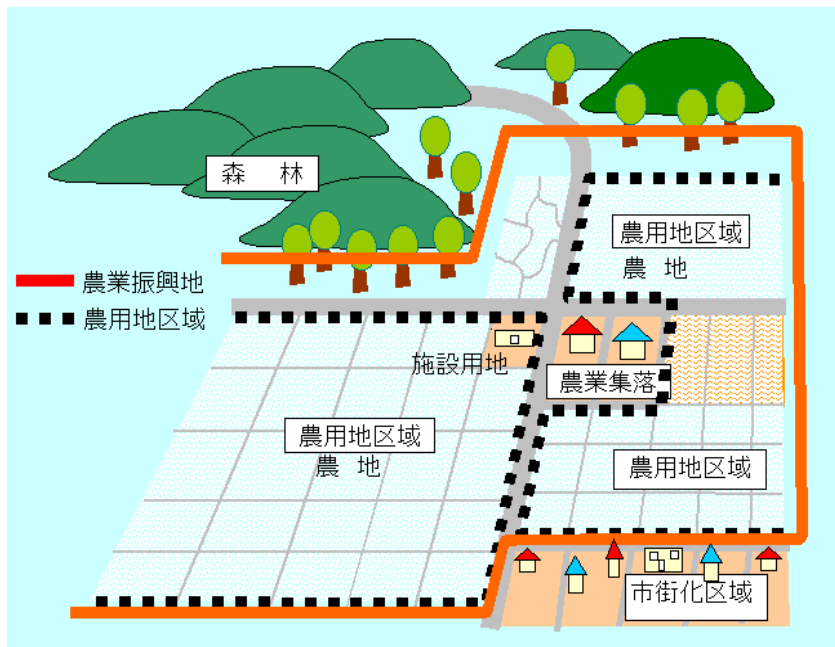 森 林
農用地区域
農 地
農業振興地
農用地区域
施設用地
農業集落
農用地区域
農 地
農用地区域
市街化区域